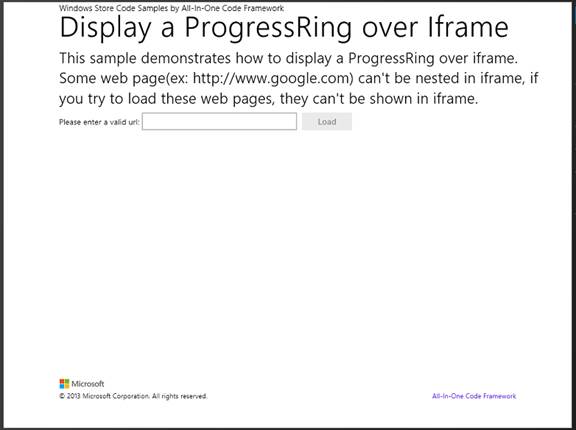 Windows Store Code Samples by All-In-One Code Framework
Display a ProgressRing over Iframe
This sample demonstrates how to display a ProgressRing over iframe.
Some web page(ex: http://www.google.com) can't be nested in iframe, if
you try to load these web pages, they can't be shown in iframe.
Please enter a valid url:
Load
Microsoft
© 2013 Microsoft Corporation. All rights reserved.
All-In-One Code Framework